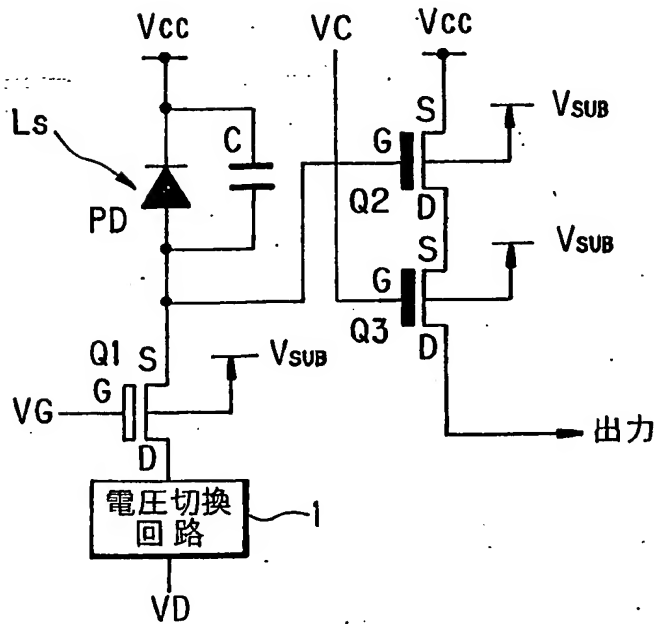 Vcc
VC
Vcc
Ls
PD
C
G
S
VSUB
Q2
D
S
VSUB
G
Q3
D
Q1
S
VSUB
VG
G
D
出力
電圧切換
回路
1
VD